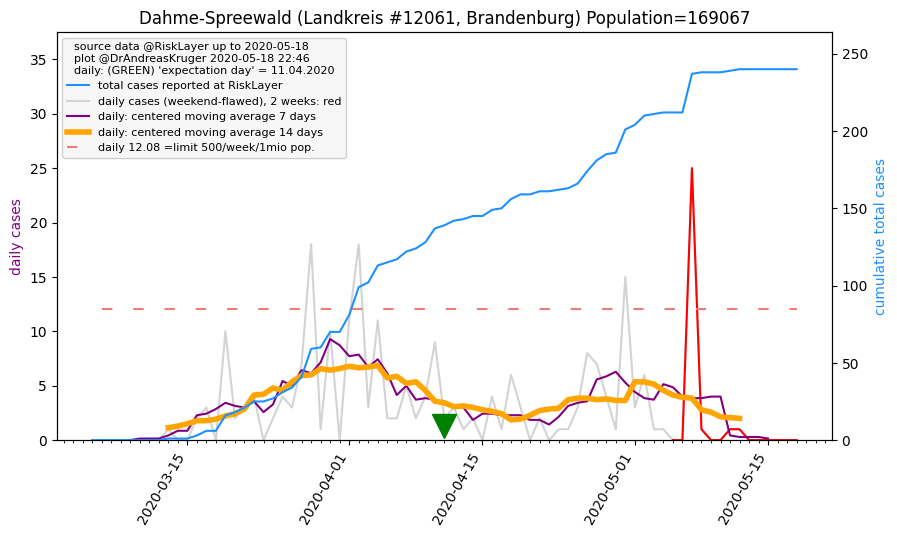 Dahme-Spreewald (Landkreis #12061, Brandenburg) Population=169067
source data @RiskLayer up to 2020-05-18
plot @DrAndreasKruger 2020-05-18 22:46
daily: (GREEN) 'expectation day' = 11.04.2020
total cases reported at RiskLayer
daily cases (weekend-flawed), 2 weeks: red
daily: centered moving average 7 days
daily: centered moving average 14 days
daily 12.08 =limit 500/week/1mio pop.
daily cases
35
30
25
20
15
10
5
0
cumulative total cases
250
200
150
100
50
0
2020-03-15
2020-04-01
2020-04-15
2020-05-01
2020-05-15